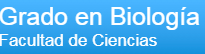 Grado en Biología
Facultad de Ciencias